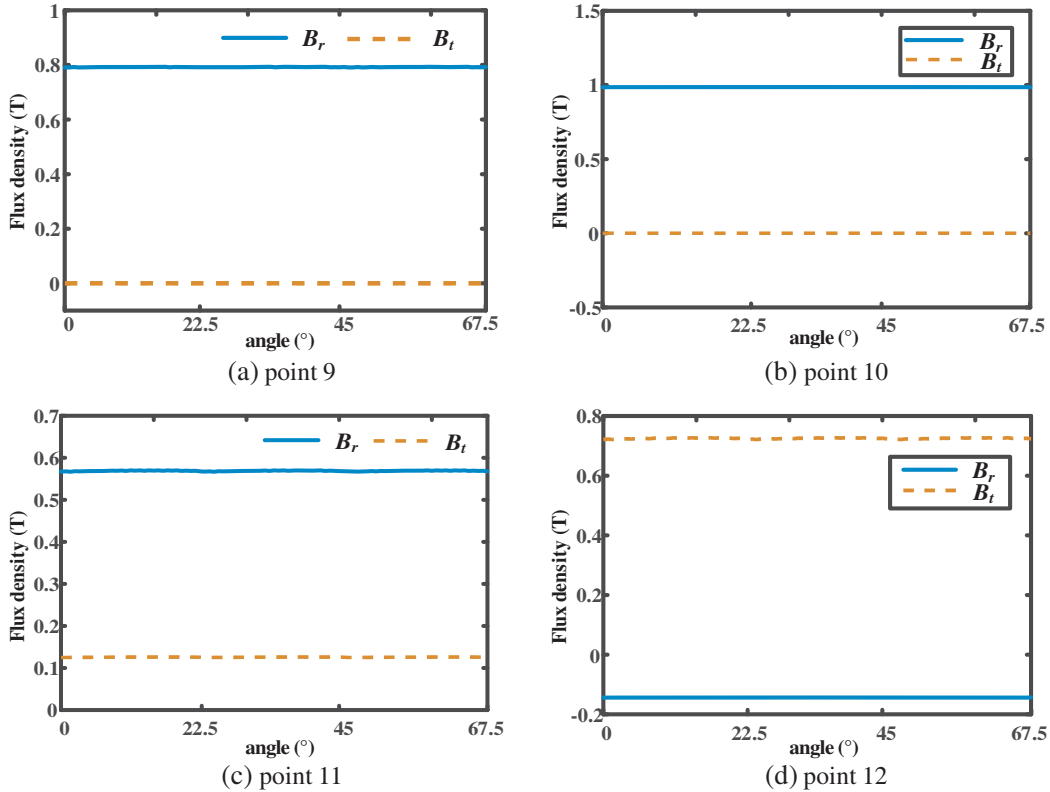 1
0.8
0.6
0.4
0.2
0
Flux density (T)
B_r B_t
0 22.5 45 67.5
angle (°)
(a) point 9
1.5
1
0.5
0
-0.5
Flux density (T)
B_r
B_t
0 22.5 45 67.5
angle (°)
(b) point 10
0.7
0.6
0.5
0.4
0.3
0.2
0.1
0
Flux density (T)
B_r B_t
0 22.5 45 67.5
angle (°)
(c) point 11
0.8
0.6
0.4
0.2
0
-0.2
Flux density (T)
B_r
B_t
0 22.5 45 67.5
angle (°)
(d) point 12